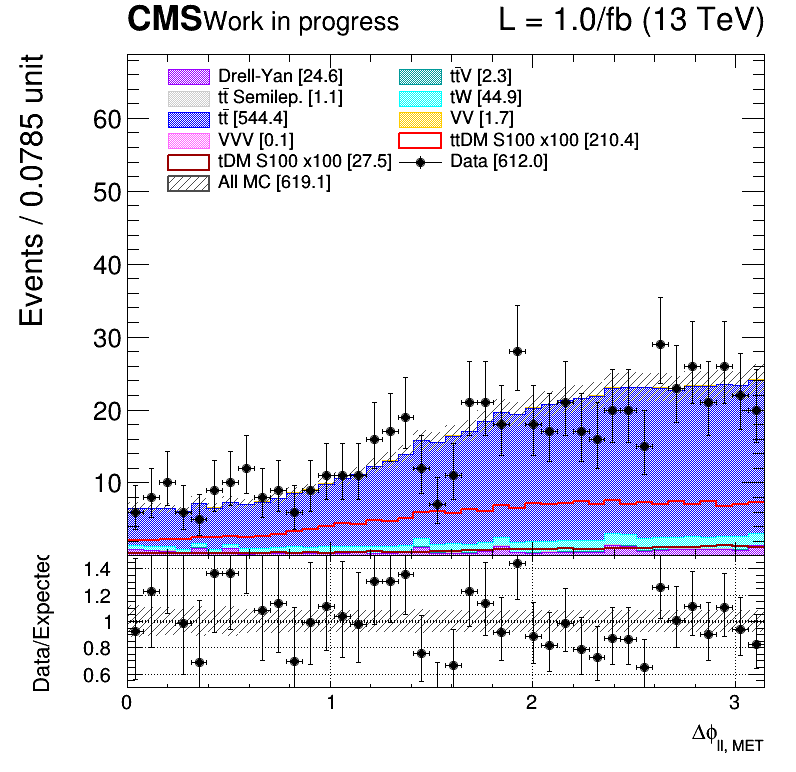 CMS Work in progress L = 1.0/fb (13 TeV)
Events / 0.0785 unit
Drell-Yan [24.6] tt̄V [2.3]
tt̄ Semilep. [1.1] tW [44.9]
tt̄ [544.4] VV [1.7]
VVV [0.1] ttDM S100 x100 [210.4]
tDM S100 x100 [27.5] Data [612.0]
All MC [619.1]
60
50
40
30
20
10
Data/Expected
1.4
1.2
1
0.8
0.6
0 1 2 3
Δϕll, MET